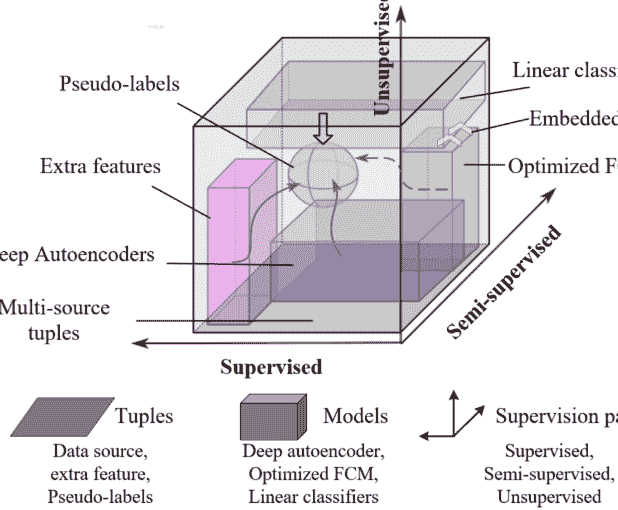 Unsupervised
Pseudo-labels
Linear classi
Embedded
Extra features
Optimized F
eep Autoencoders
Multi-source
tuples
Semi-supervised
Supervised
Tuples
Models
Supervision pa
Data source,
extra feature,
Pseudo-labels
Deep autoencoder,
Optimized FCM,
Linear classifiers
Supervised,
Semi-supervised,
Unsupervised